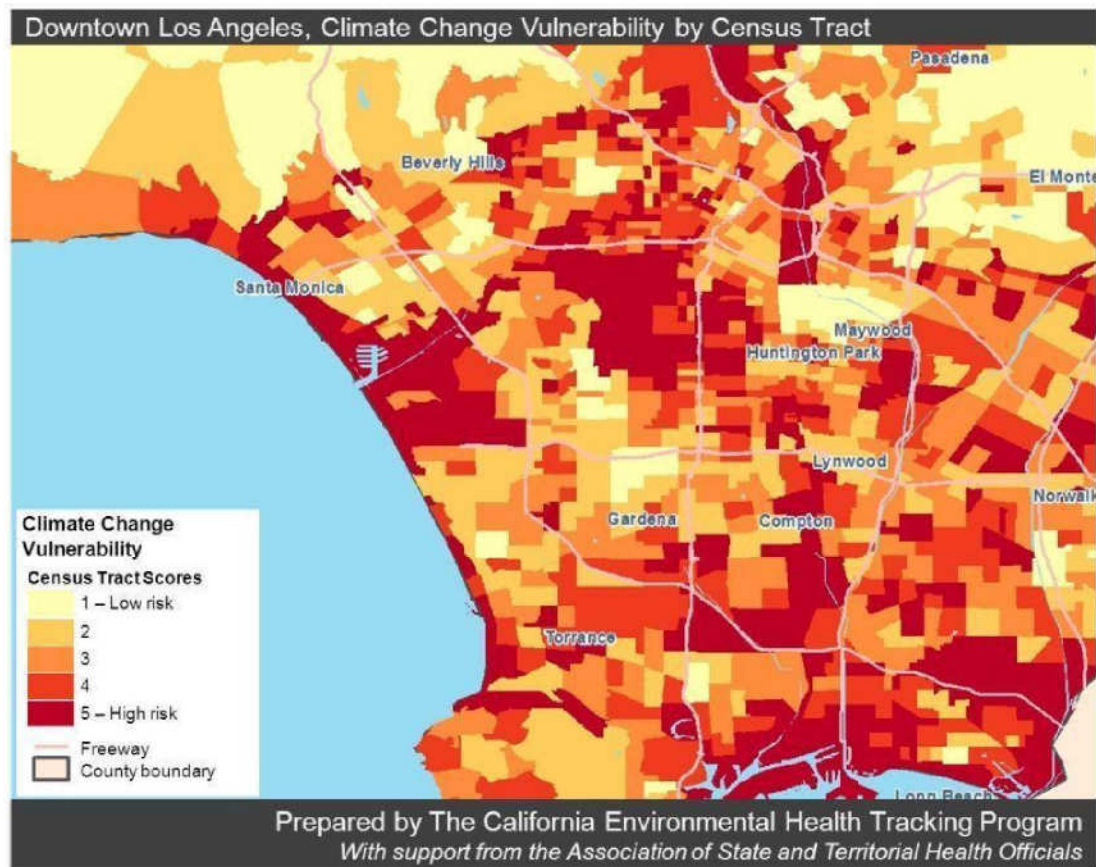 Downtown Los Angeles, Climate Change Vulnerability by Census Tract
Pasadena
Beverly Hills
El Monte
Santa Monica
Maywood
Huntington Park
Lynwood
Norwalk
Gardena
Compton
Torrance
Long Beach
Climate Change
Vulnerability
Census Tract Scores
1 – Low risk
2
3
4
5 – High risk
Freeway
County boundary
Prepared by The California Environmental Health Tracking Program
With support from the Association of State and Territorial Health Officials